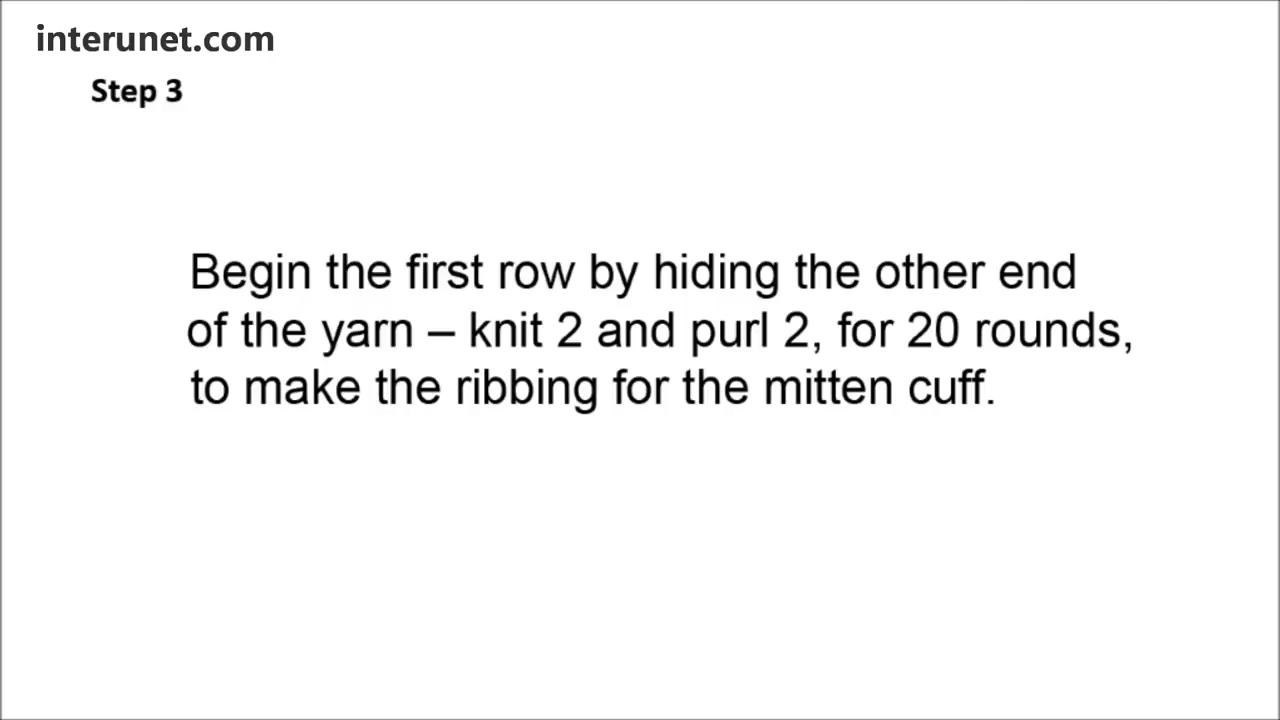 interunet.com
Step 3
Begin the first row by hiding the other end
of the yarn – knit 2 and purl 2, for 20 rounds,
to make the ribbing for the mitten cuff.